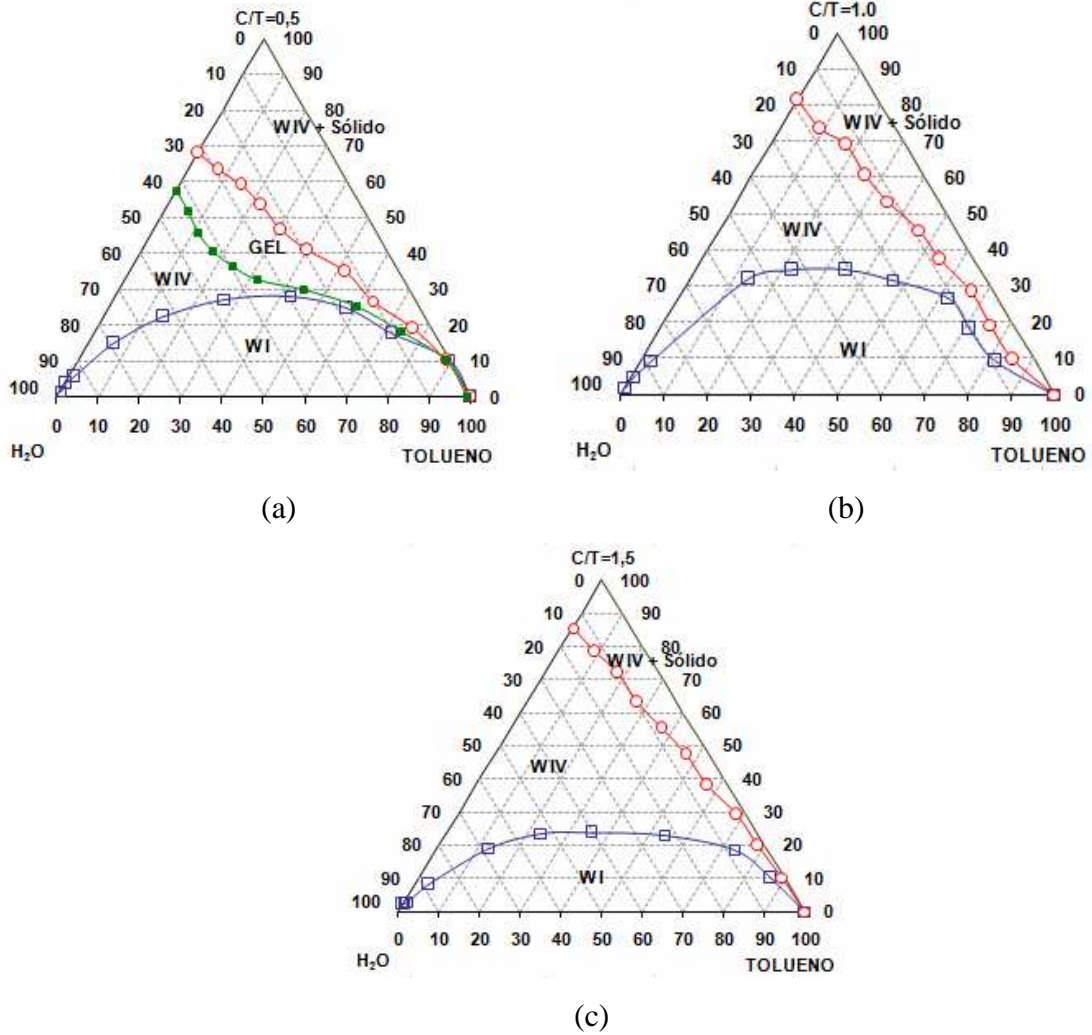 C/T=0,5
0 100
10 90
20 80
WIV + Sólido
30 70
40 60
50 50
GEL
60 40
WIV
70 30
80 20
WI
90 10
100 0
0 10 20 30 40 50 60 70 80 90 100
H₂O TOLUENO
(a)
C/T=1.0
0 100
10 90
20 80
WIV + Sólido
30 70
40 60
50 50
WIV
60 40
70 30
80 20
WI
90 10
100 0
0 10 20 30 40 50 60 70 80 90 100
H₂O TOLUENO
(b)
C/T=1,5
0 100
10 90
20 80
WIV + Sólido
30 70
40 60
50 50
WIV
60 40
70 30
80 20
WI
90 10
100 0
0 10 20 30 40 50 60 70 80 90 100
H₂O TOLUENO
(c)